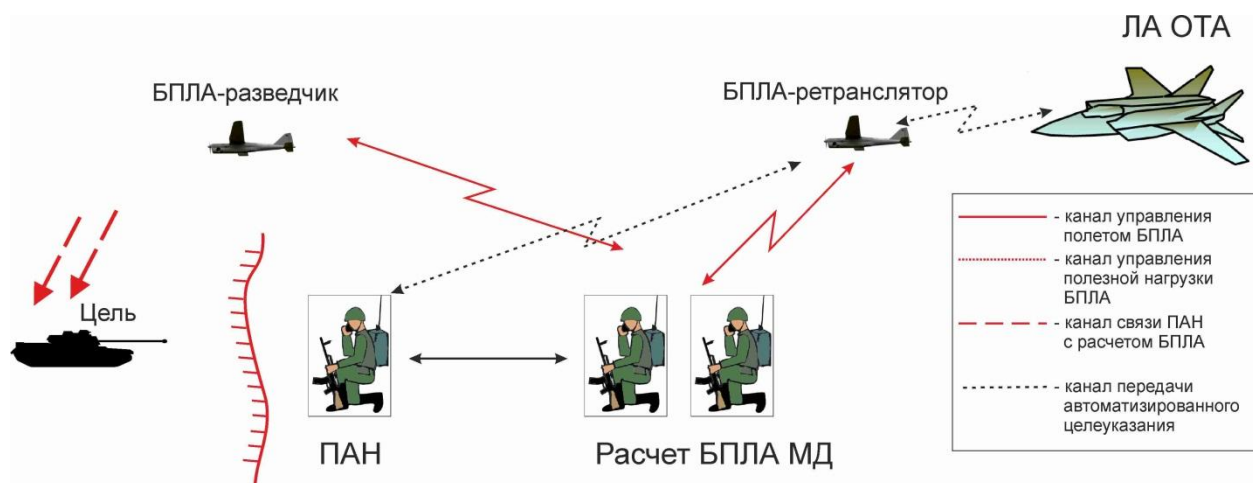 ЛА ОТА
БПЛА-разведчик
БПЛА-ретранслятор
Цель
ПАН
Расчет БПЛА МД
- канал управления
полетом БПЛА
- канал управления
полезной нагрузки
БПЛА
- канал связи ПАН
с расчетом БПЛА
- канал передачи
автоматизированного
целеуказания